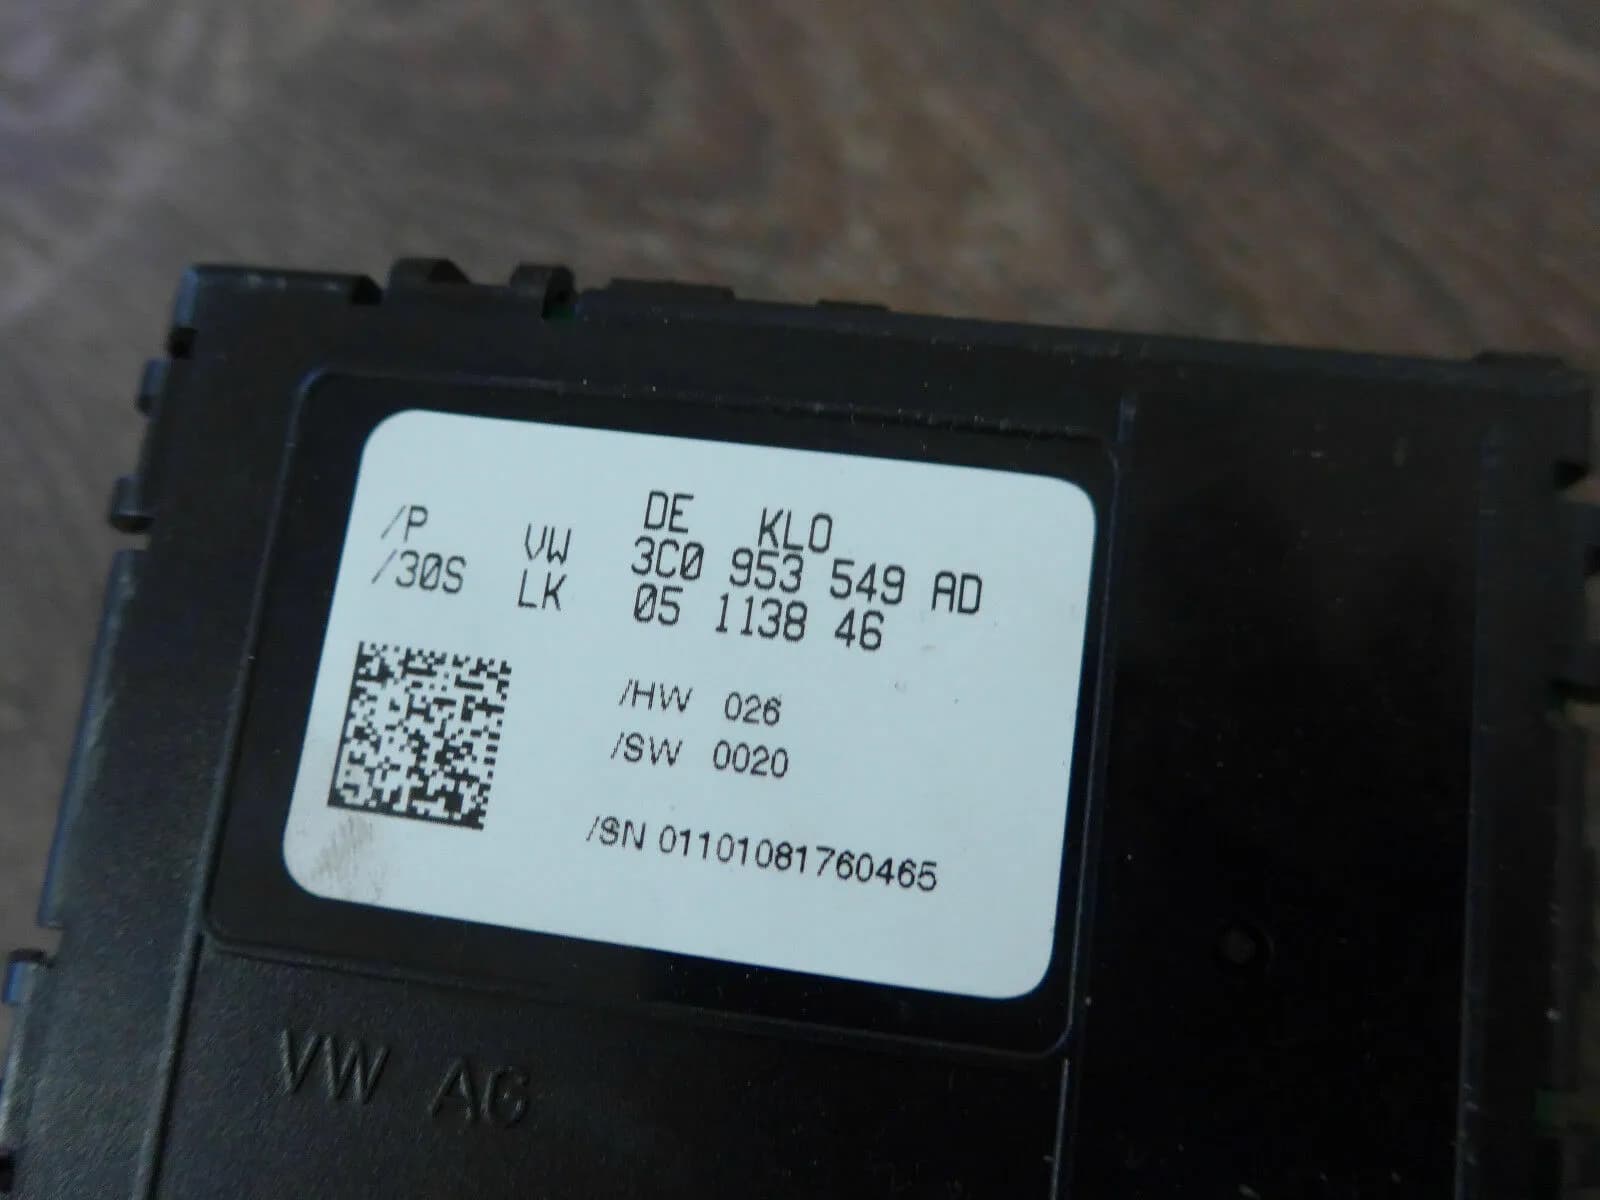 DE KLO
/P VW 3C0 953 549 AD
/30S LK 05 1138 46
/HW 026
/SW 0020
/SN 01101081760465
VW AG